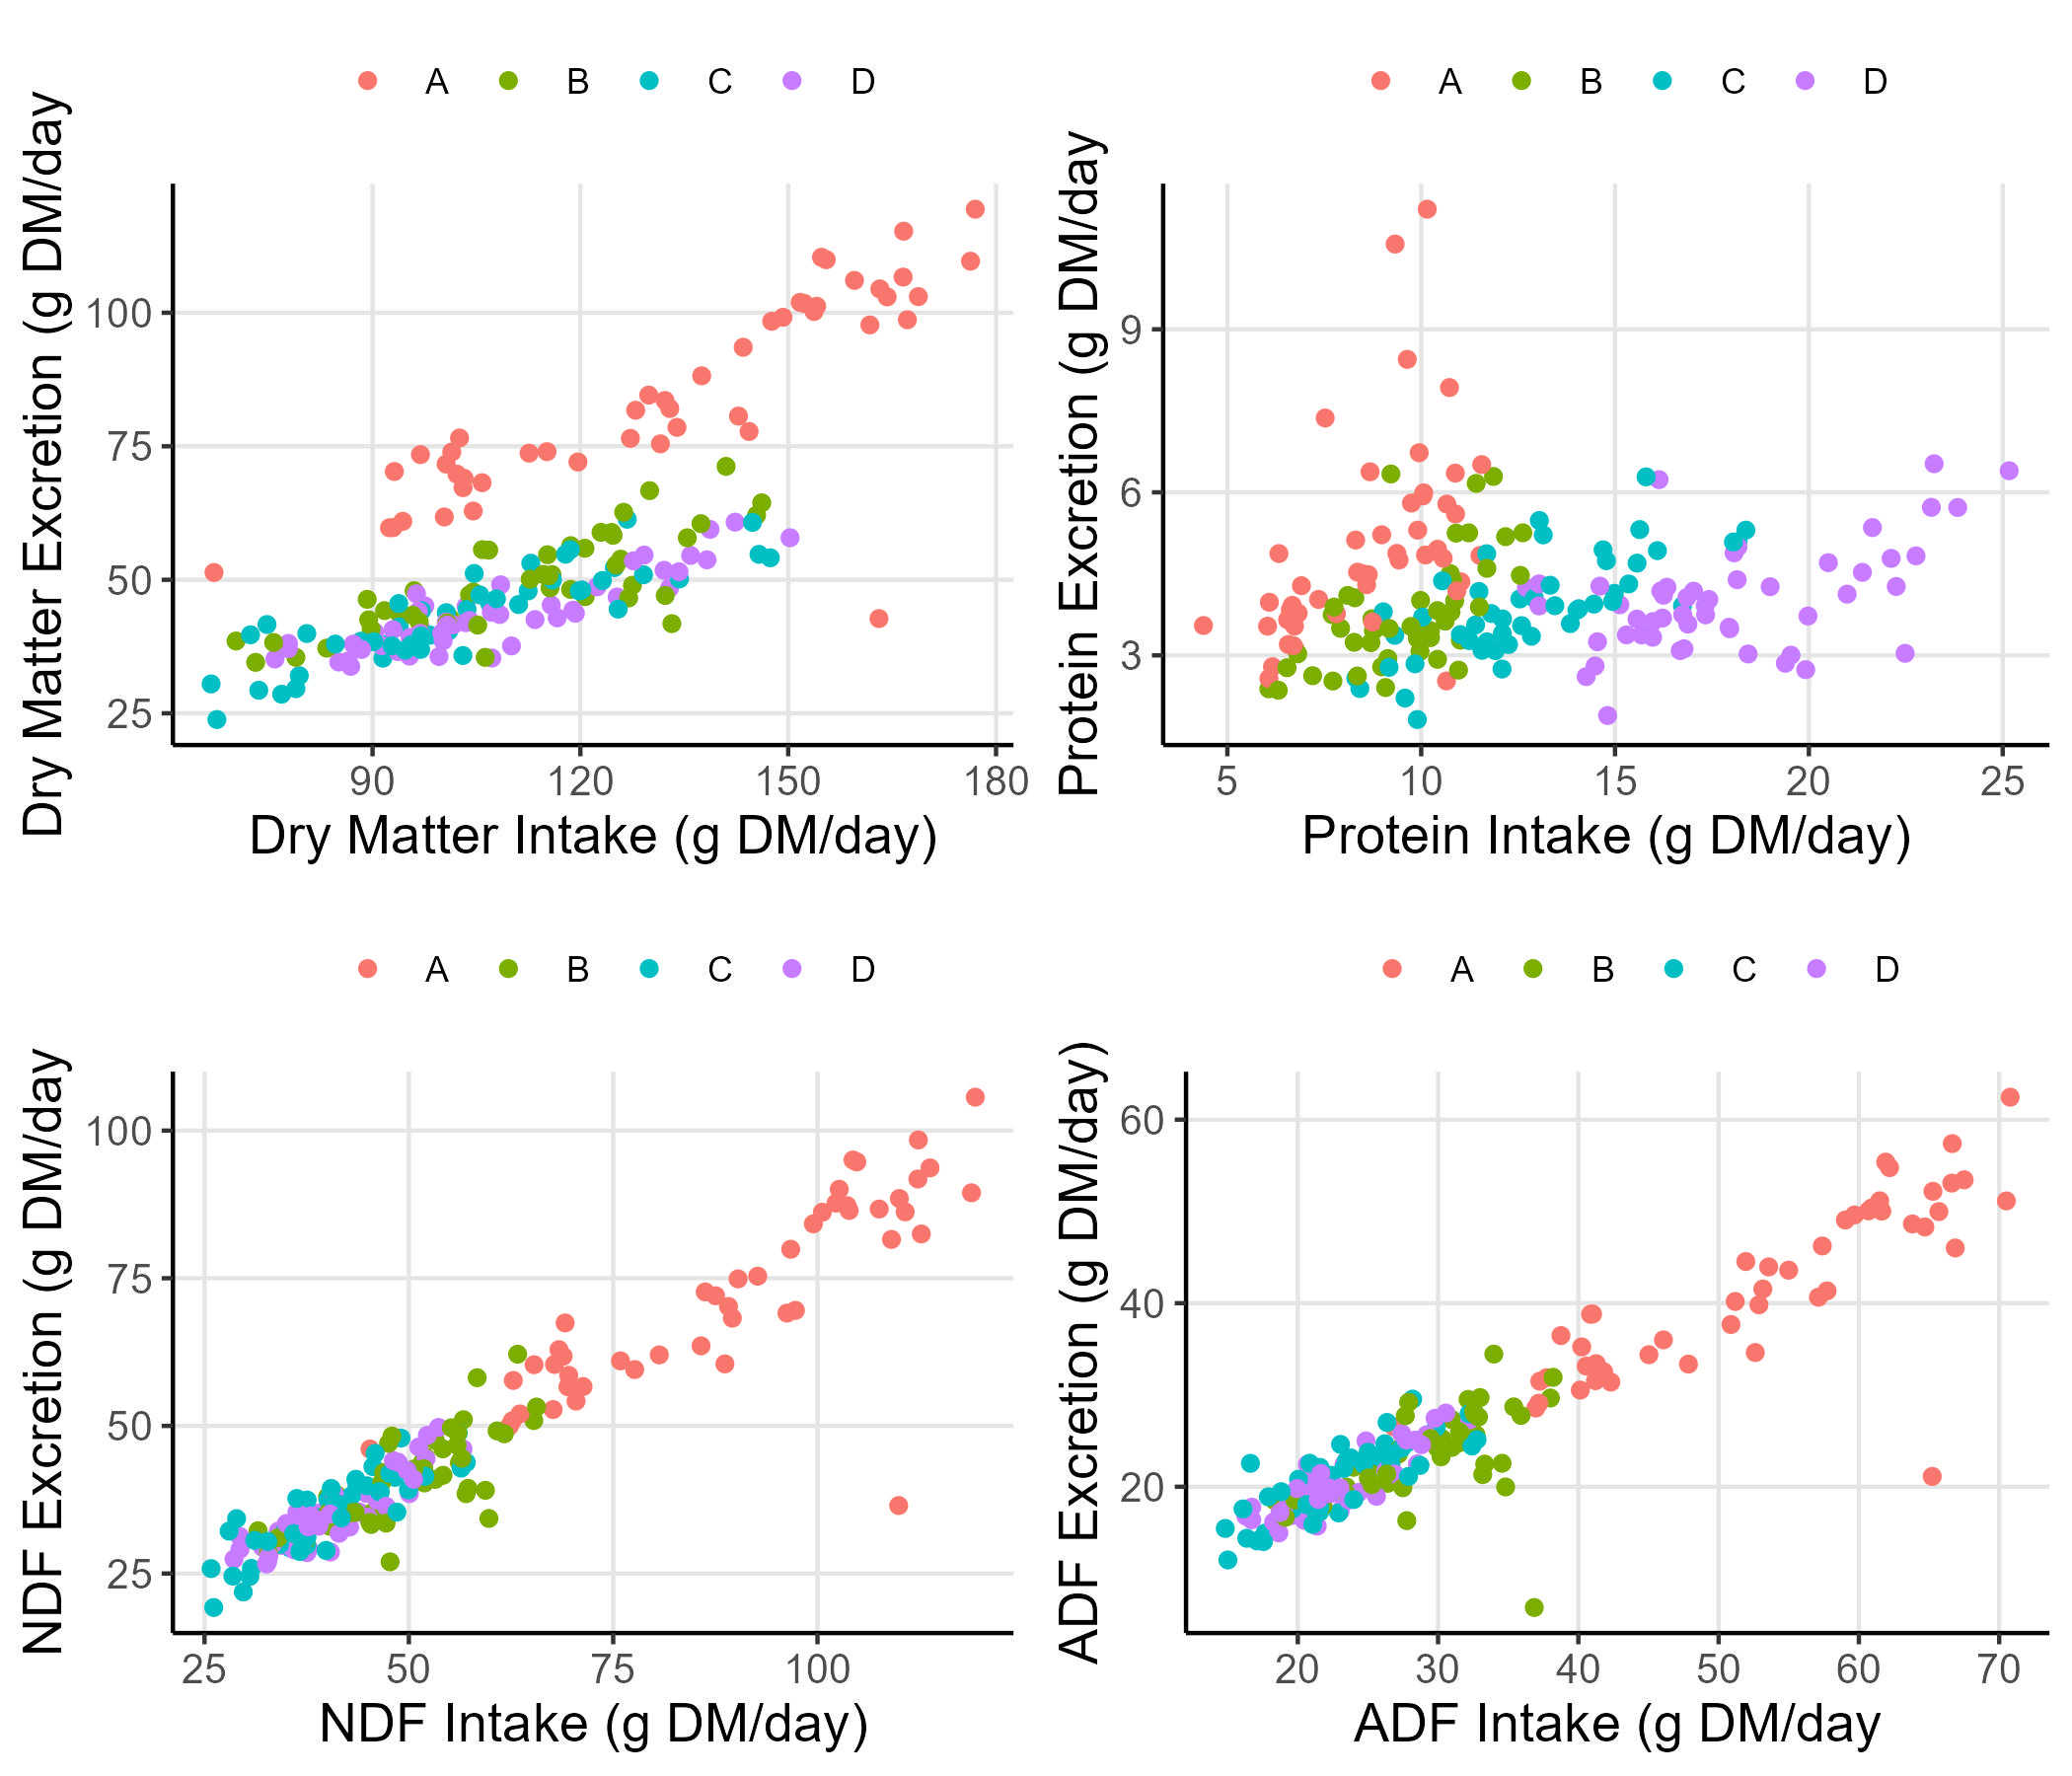 A B C D
Dry Matter Excretion (g DM/day
100
75
50
25
90 120 150 180
Dry Matter Intake (g DM/day)
A B C D
Protein Excretion (g DM/day
9
6
3
5 10 15 20 25
Protein Intake (g DM/day)
A B C D
NDF Excretion (g DM/day
100
75
50
25
25 50 75 100
NDF Intake (g DM/day)
A B C D
ADF Excretion (g DM/day)
60
40
20
20 30 40 50 60 70
ADF Intake (g DM/day